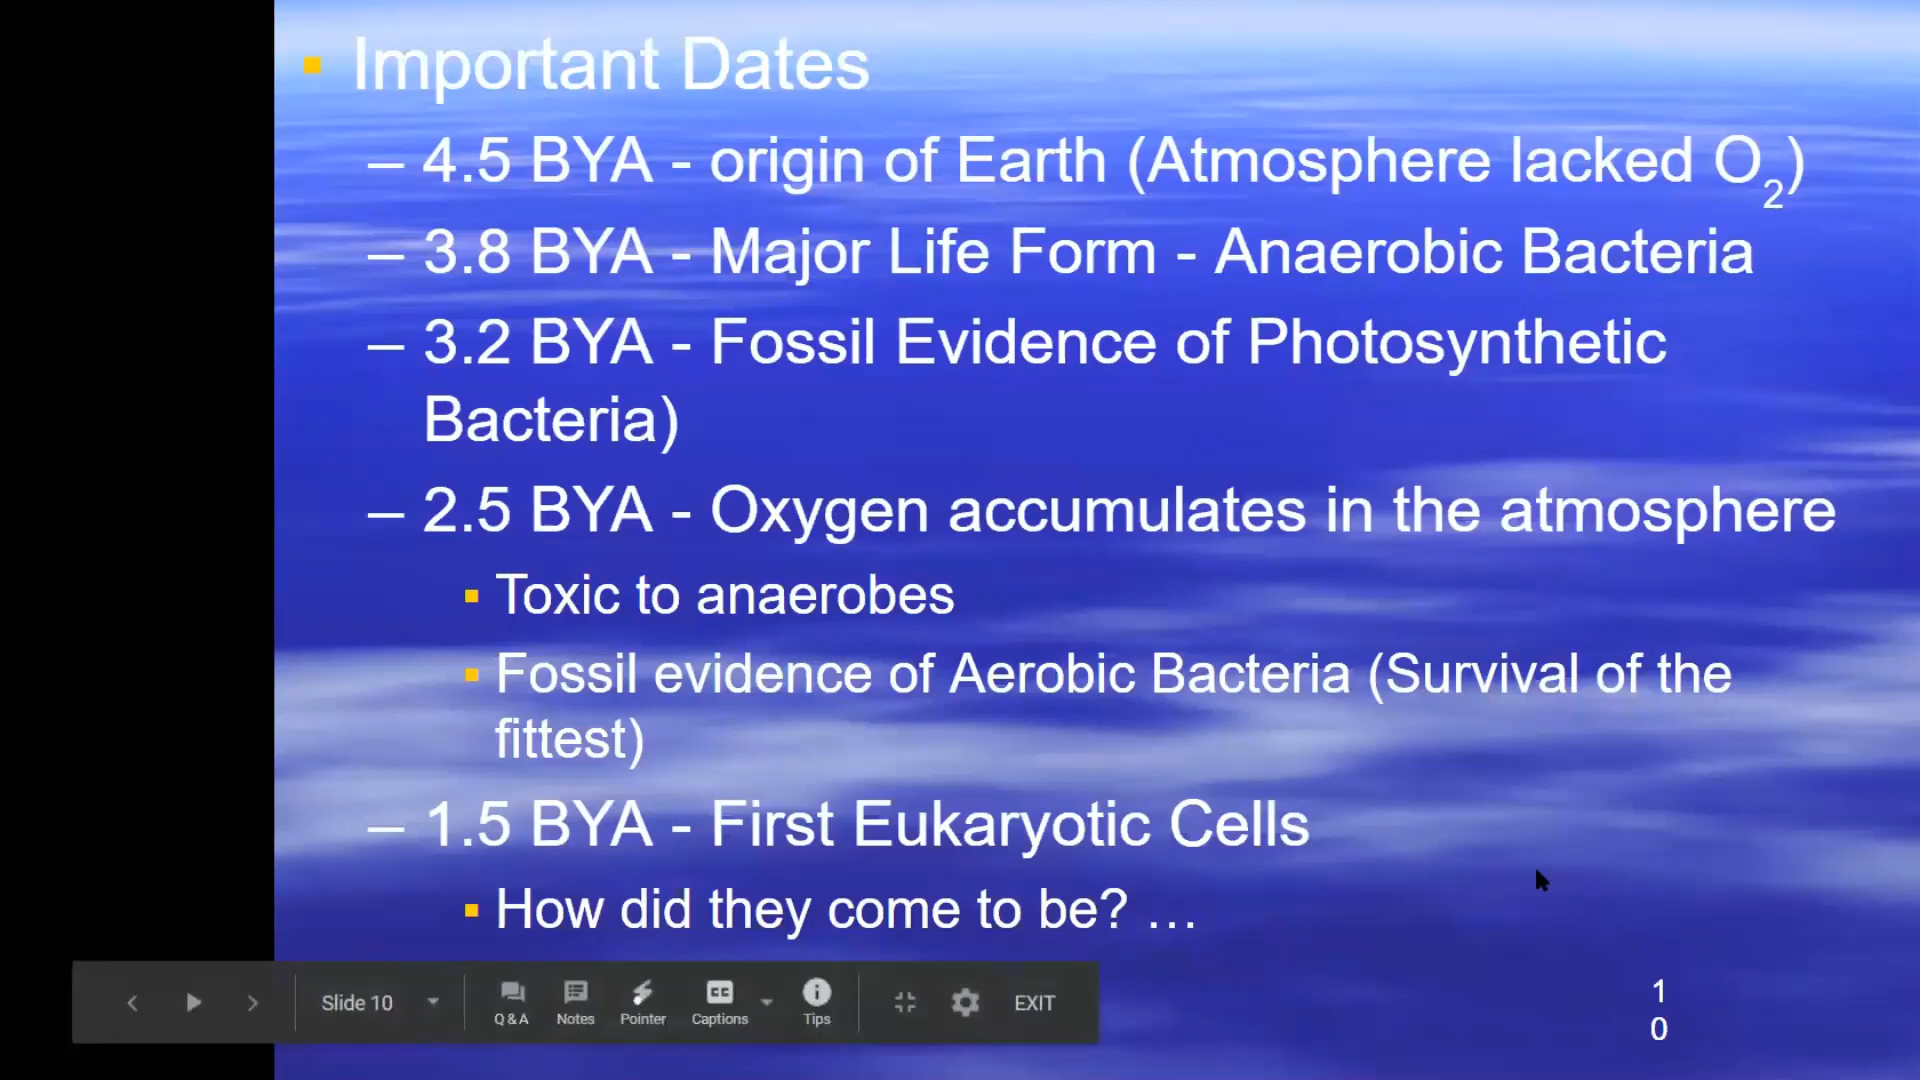 Important Dates
– 4.5 BYA - origin of Earth (Atmosphere lacked O₂)
– 3.8 BYA - Major Life Form - Anaerobic Bacteria
– 3.2 BYA - Fossil Evidence of Photosynthetic
Bacteria)
– 2.5 BYA - Oxygen accumulates in the atmosphere
Toxic to anaerobes
Fossil evidence of Aerobic Bacteria (Survival of the
fittest)
– 1.5 BYA - First Eukaryotic Cells
How did they come to be? …
Slide 10
Q & A
Notes
Pointer
CC
Captions
Tips
EXIT
1
0